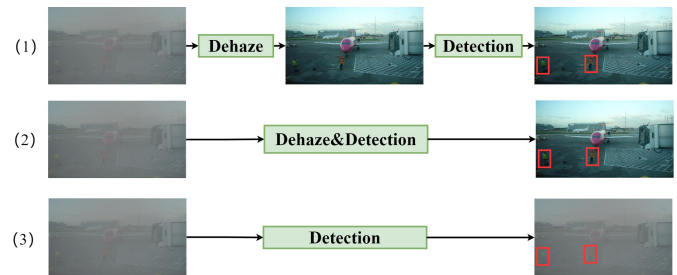 (1) Dehaze Detection
(2) Dehaze&Detection
(3) Detection